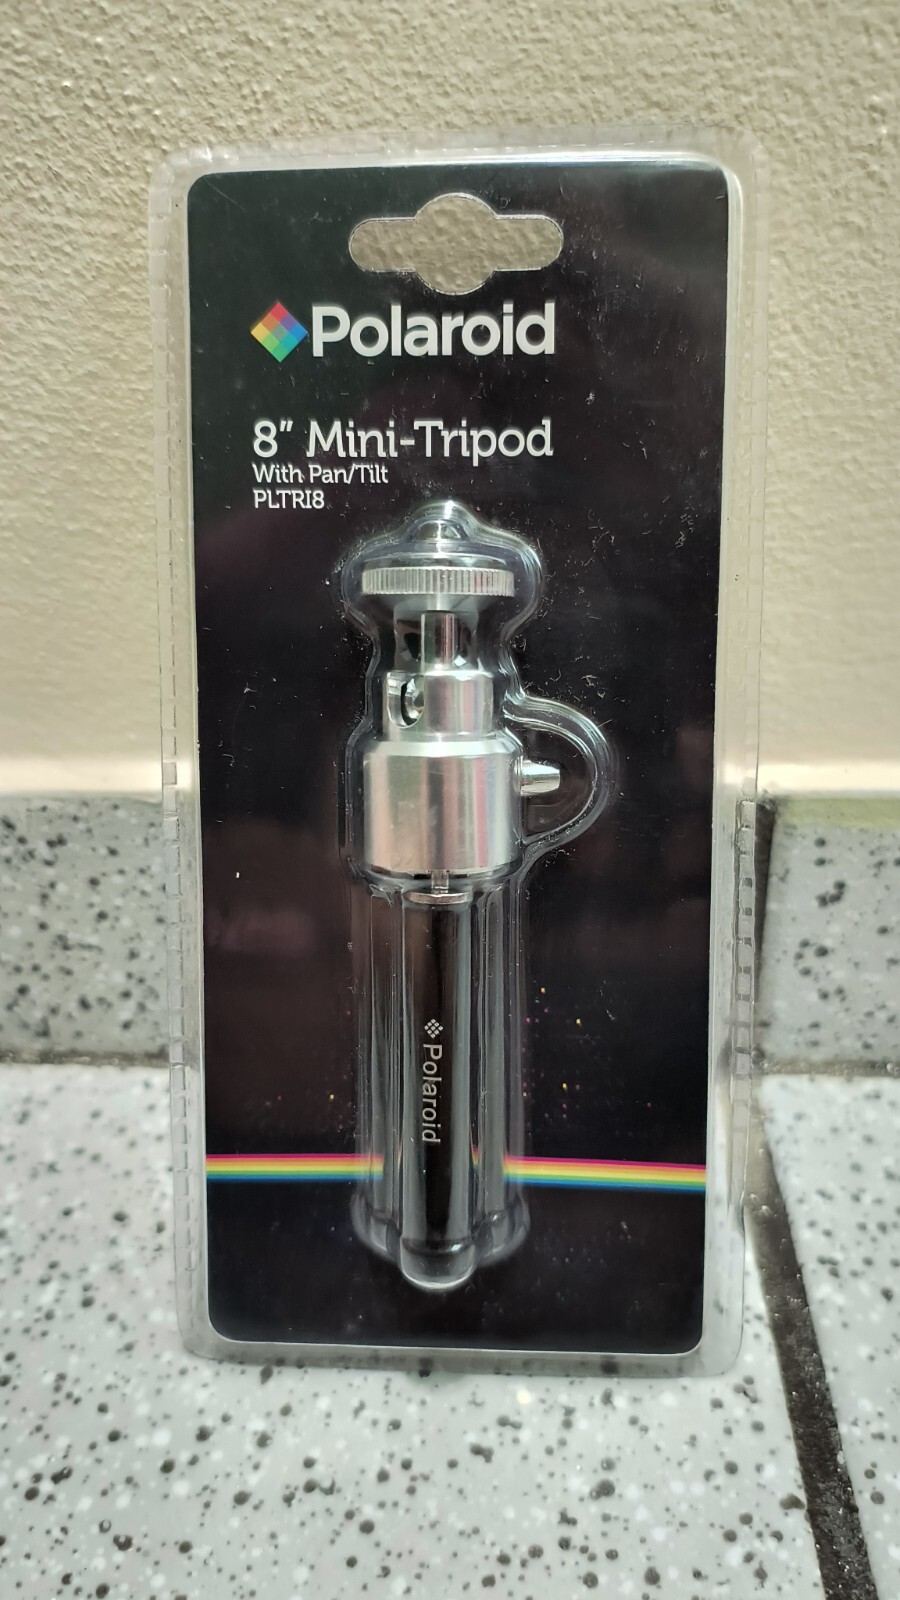 Polaroid
8” Mini-Tripod
With Pan/Tilt
PLTRI8
Polaroid